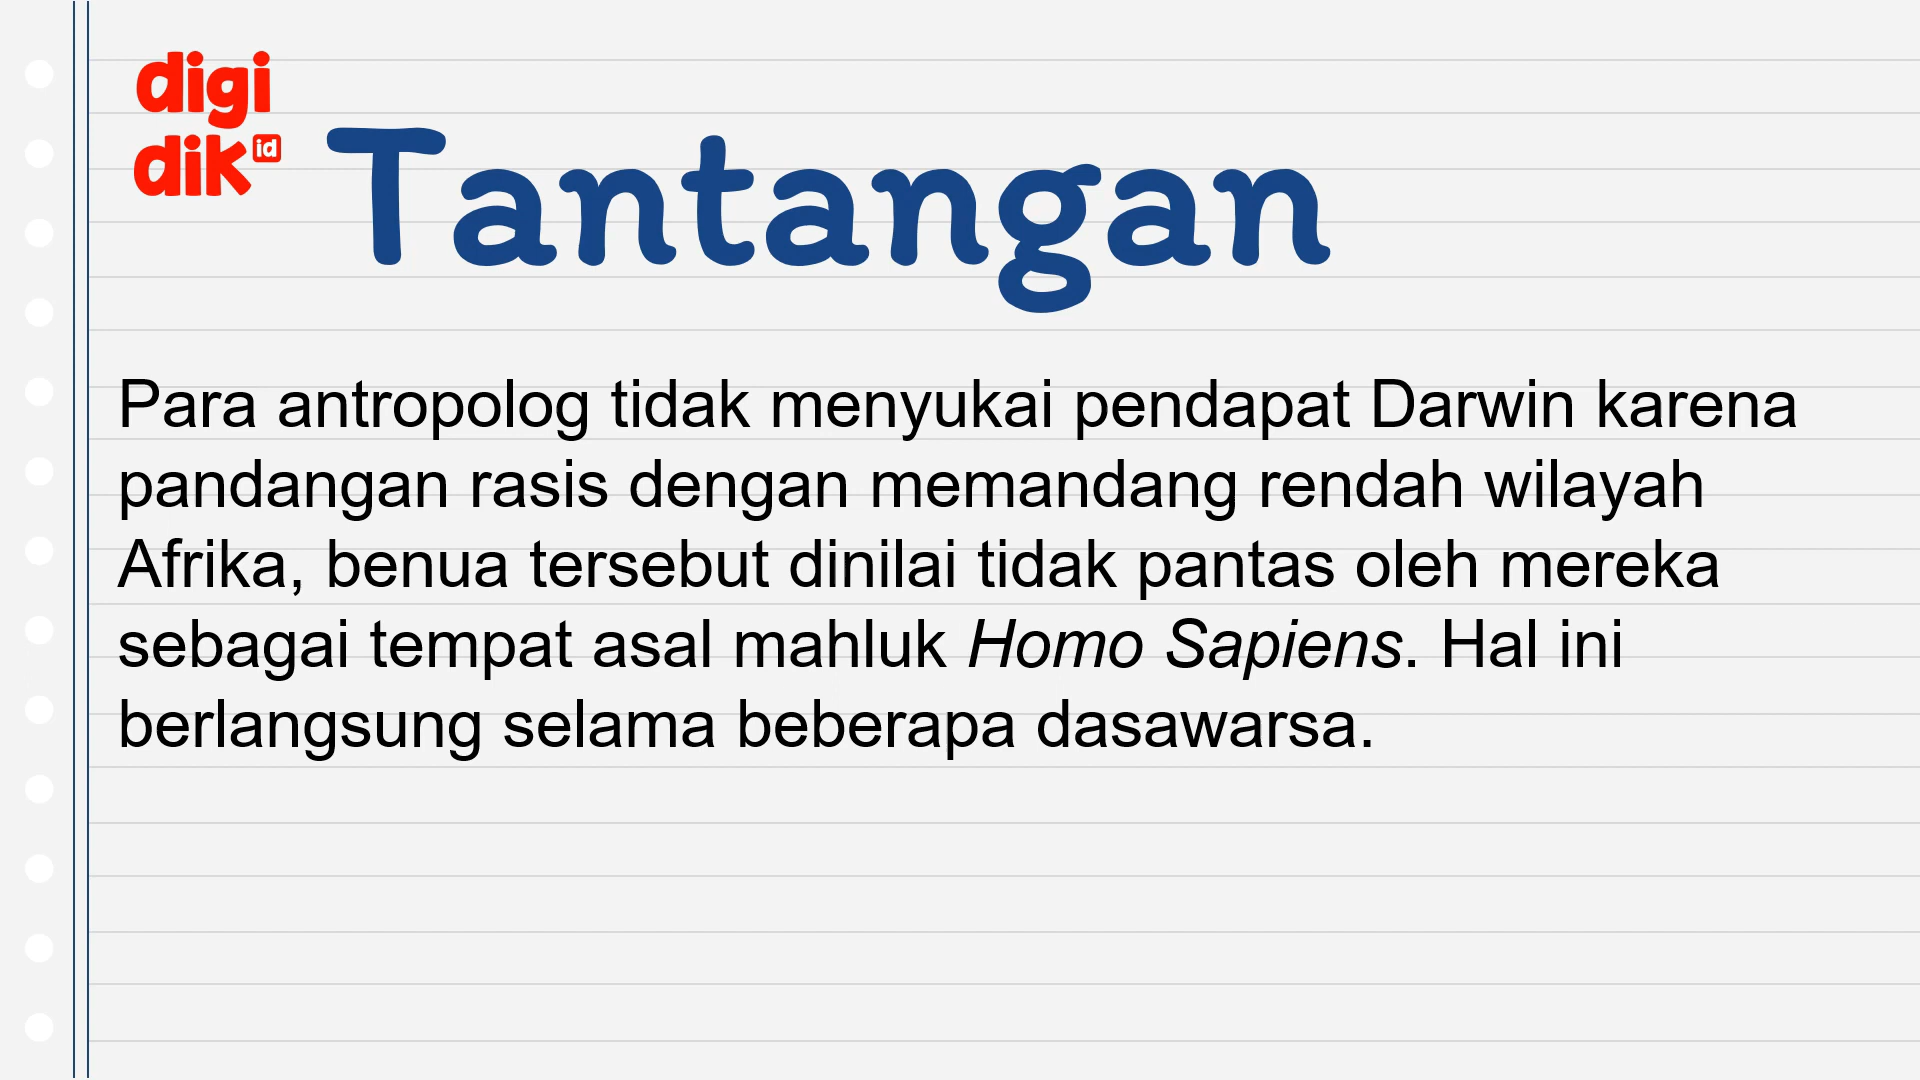 digi
dik id
Tantangan
Para antropolog tidak menyukai pendapat Darwin karena
pandangan rasis dengan memandang rendah wilayah
Afrika, benua tersebut dinilai tidak pantas oleh mereka
sebagai tempat asal mahluk Homo Sapiens. Hal ini
berlangsung selama beberapa dasawarsa.